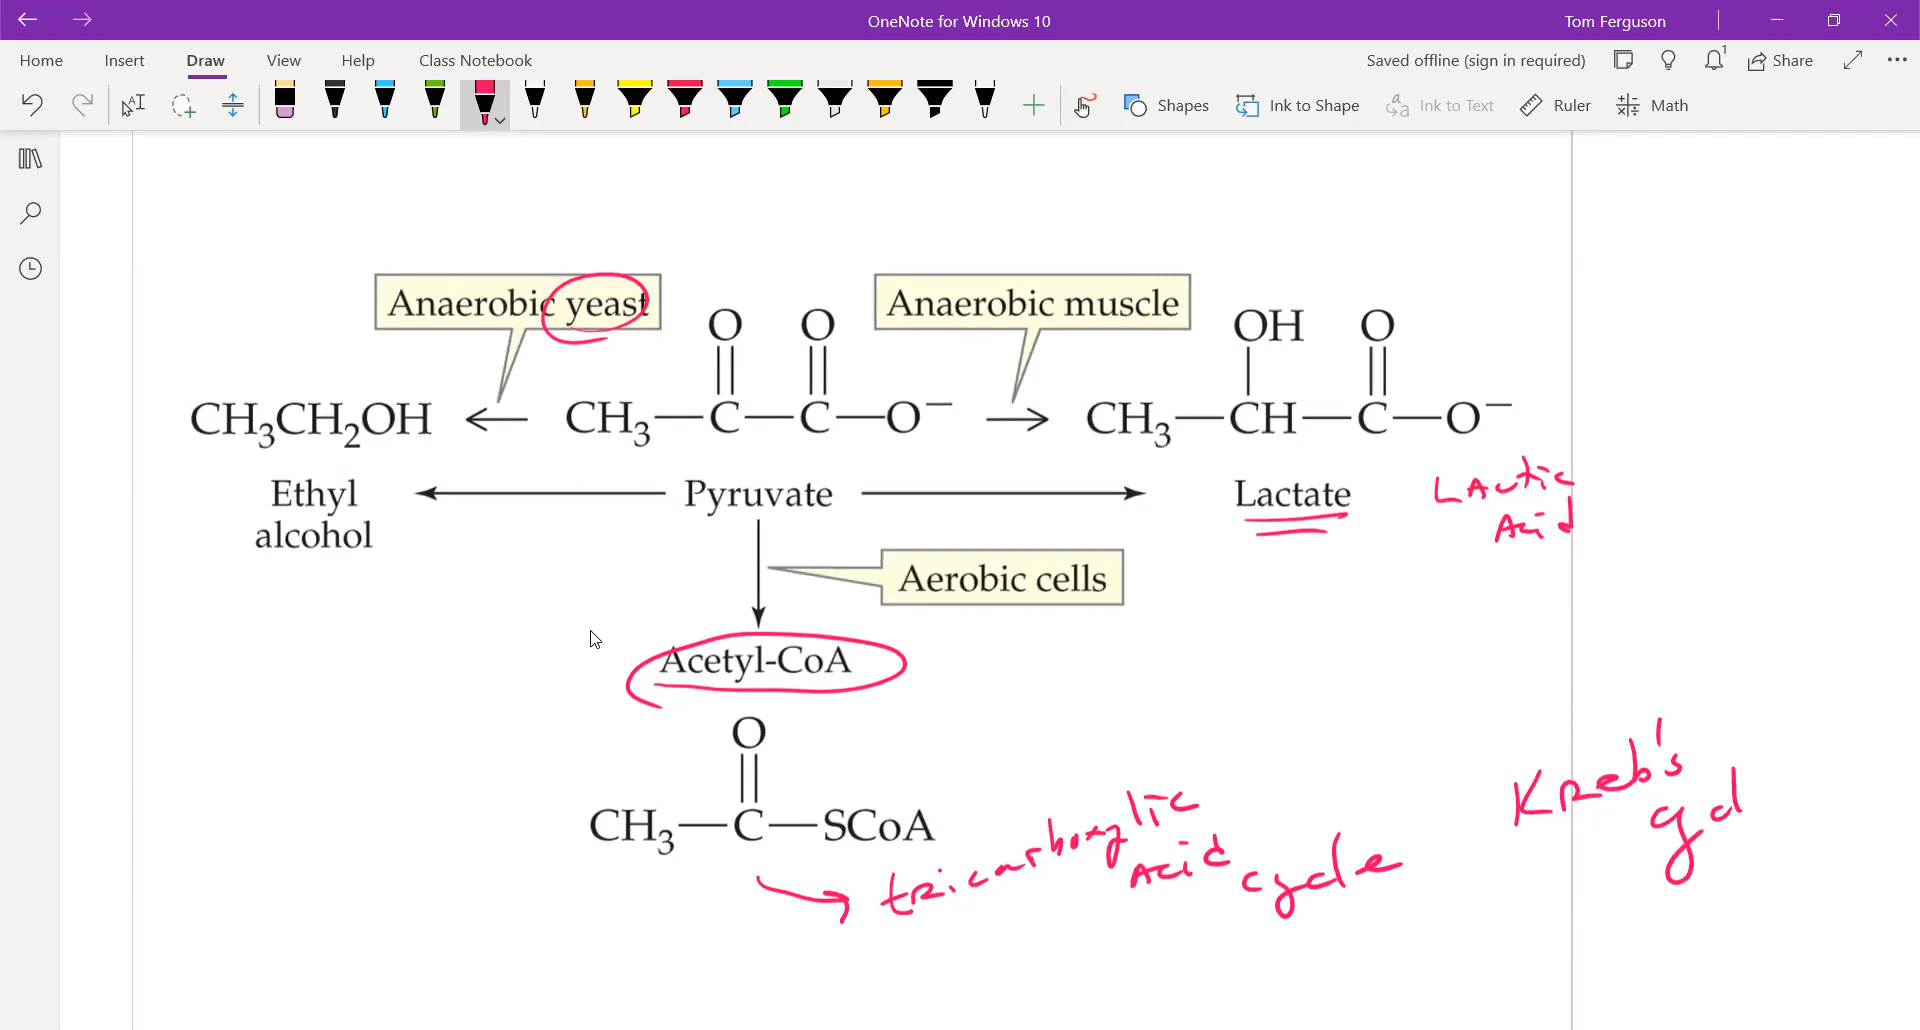 OneNote for Windows 10
Tom Ferguson
Home Insert Draw View Help Class Notebook
Saved offline (sign in required)
1
Share
Shapes
Ink to Shape
Ink to Text
Ruler
Math
Anaerobic yeast
Anaerobic muscle
O O
OH O
CH₃CH₂OH ← CH₃—C—C—O⁻ → CH₃—CH—C—O⁻
Ethyl
alcohol
Pyruvate
Lactate
LActic
Acid
Aerobic cells
Acetyl-CoA
O
CH₃—C—SCoA
tricarboxylic
Acid cycle
Kreb's